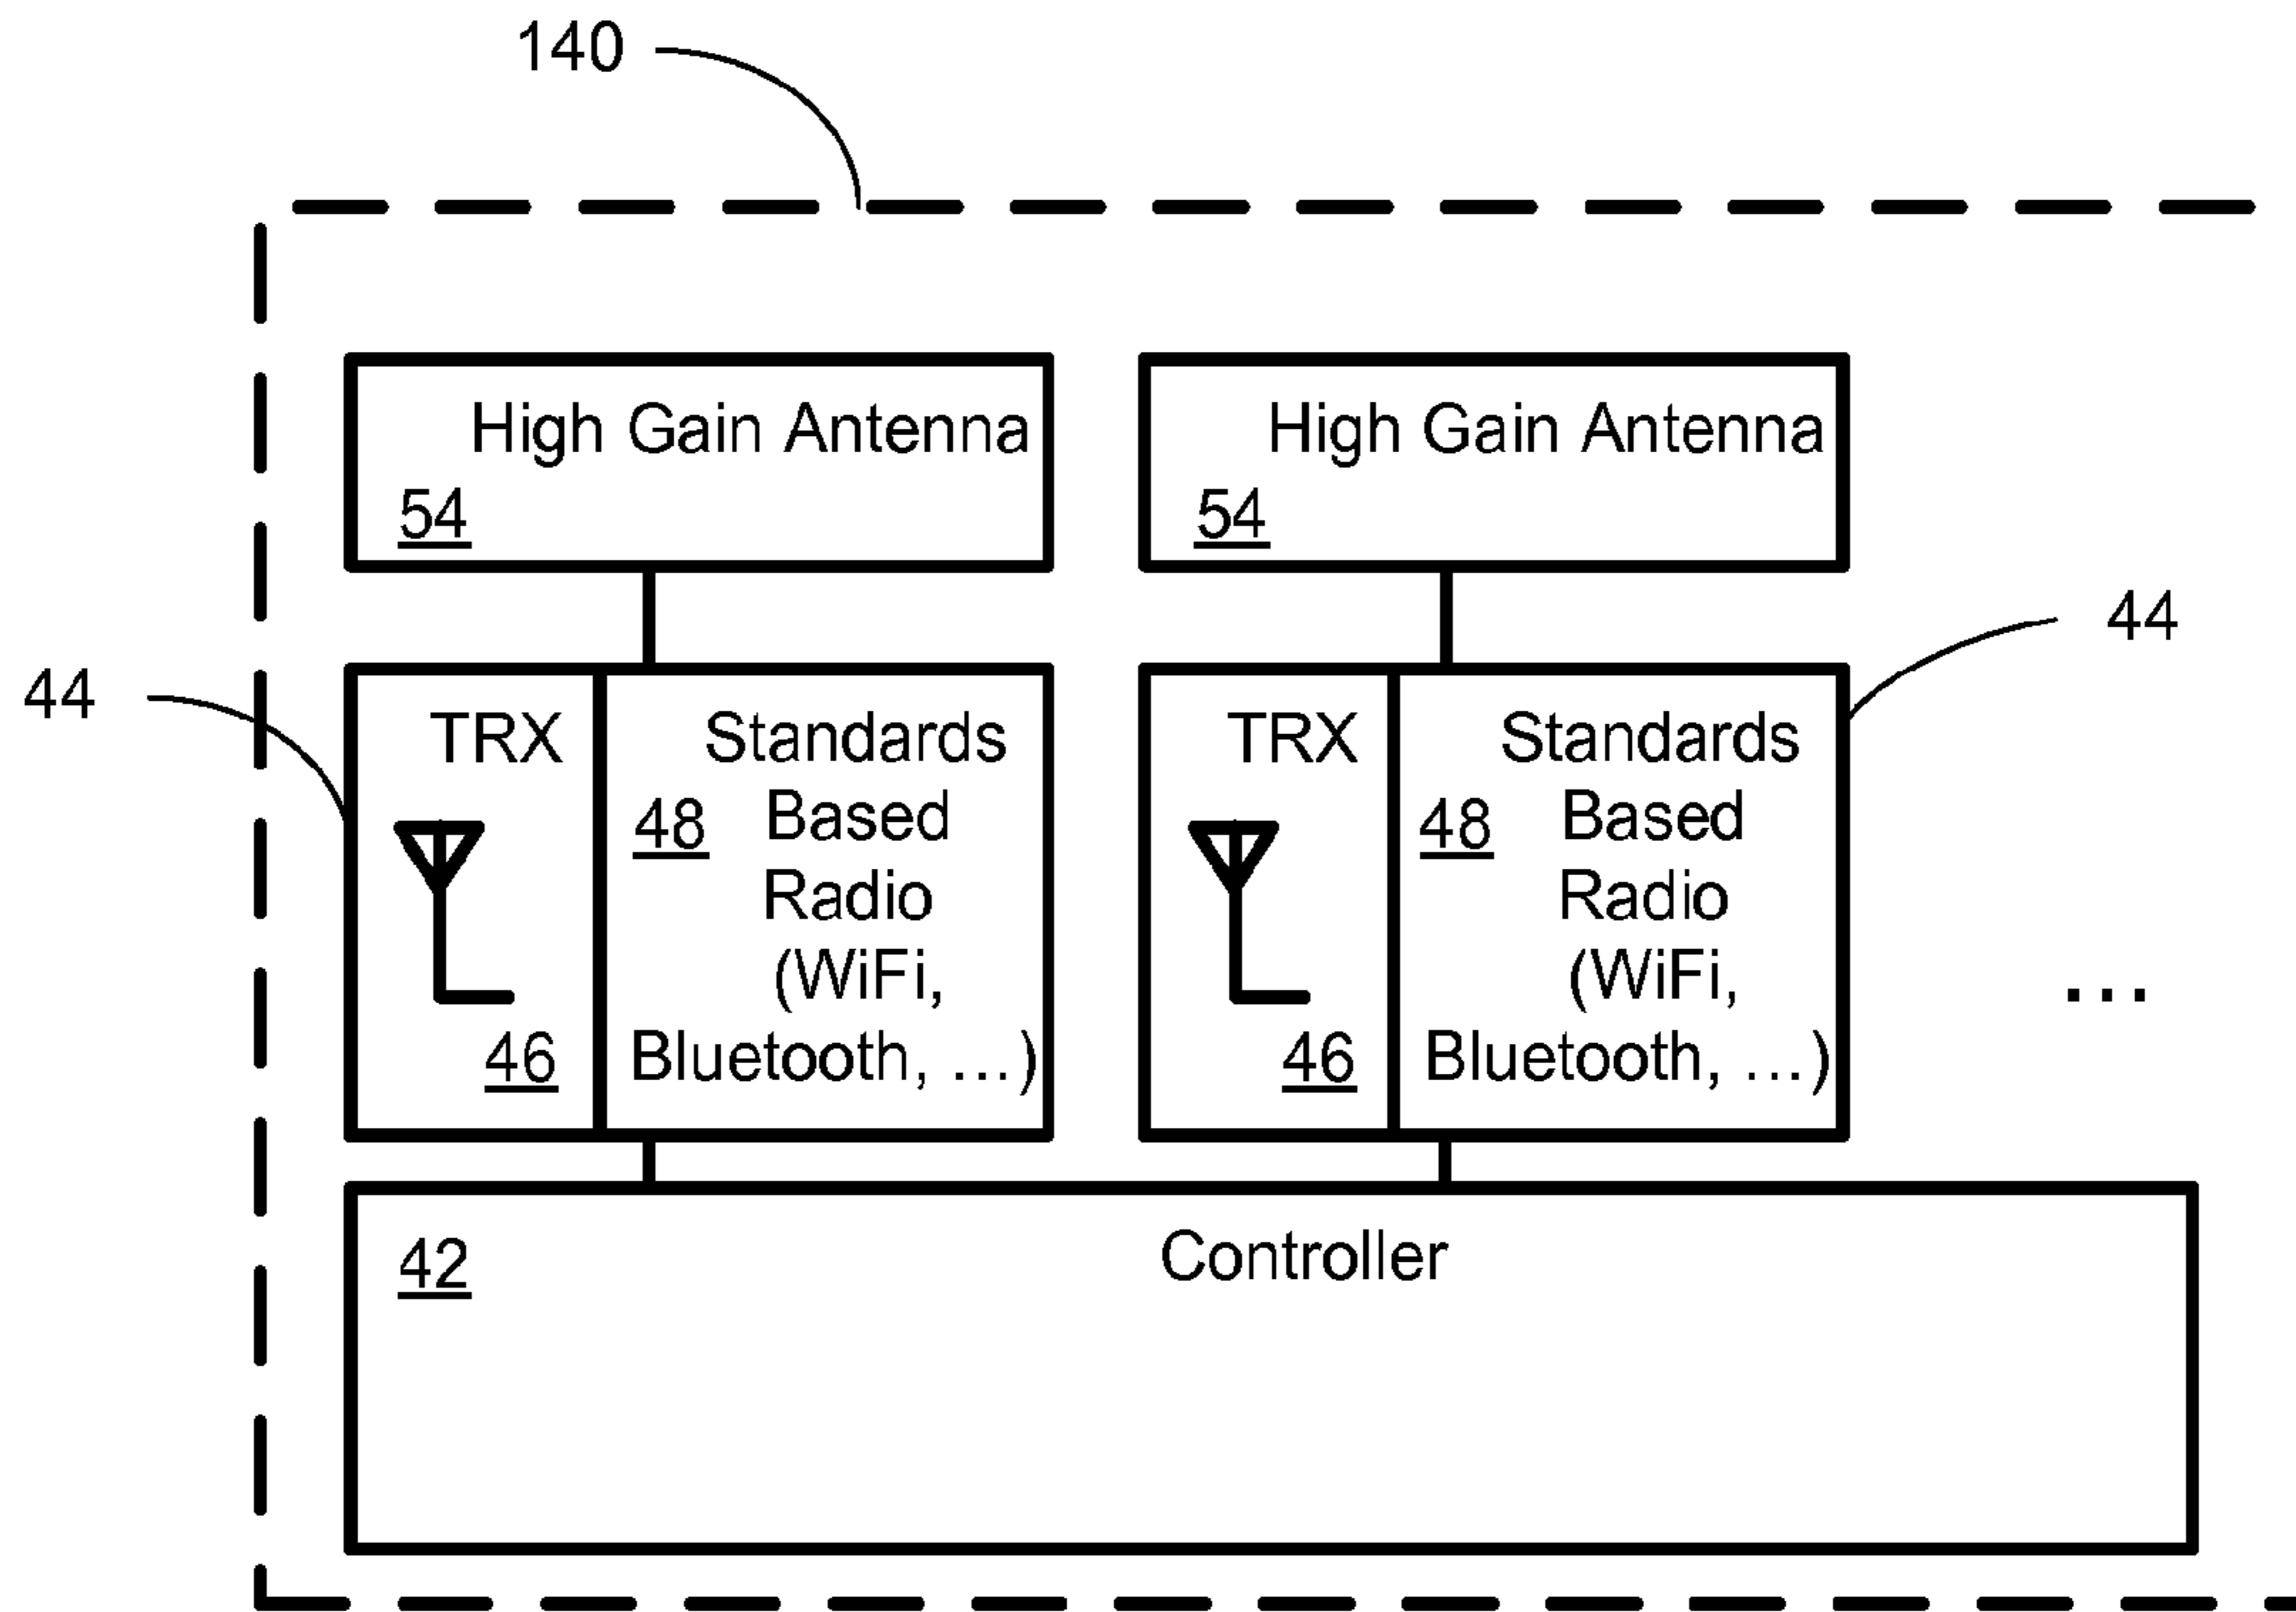 140
High Gain Antenna
54
High Gain Antenna
54
44
44
TRX
46
Standards
48
Based
Radio
(WiFi,
Bluetooth, ...)
TRX
46
Standards
48
Based
Radio
(WiFi,
Bluetooth, ...)
...
42
Controller